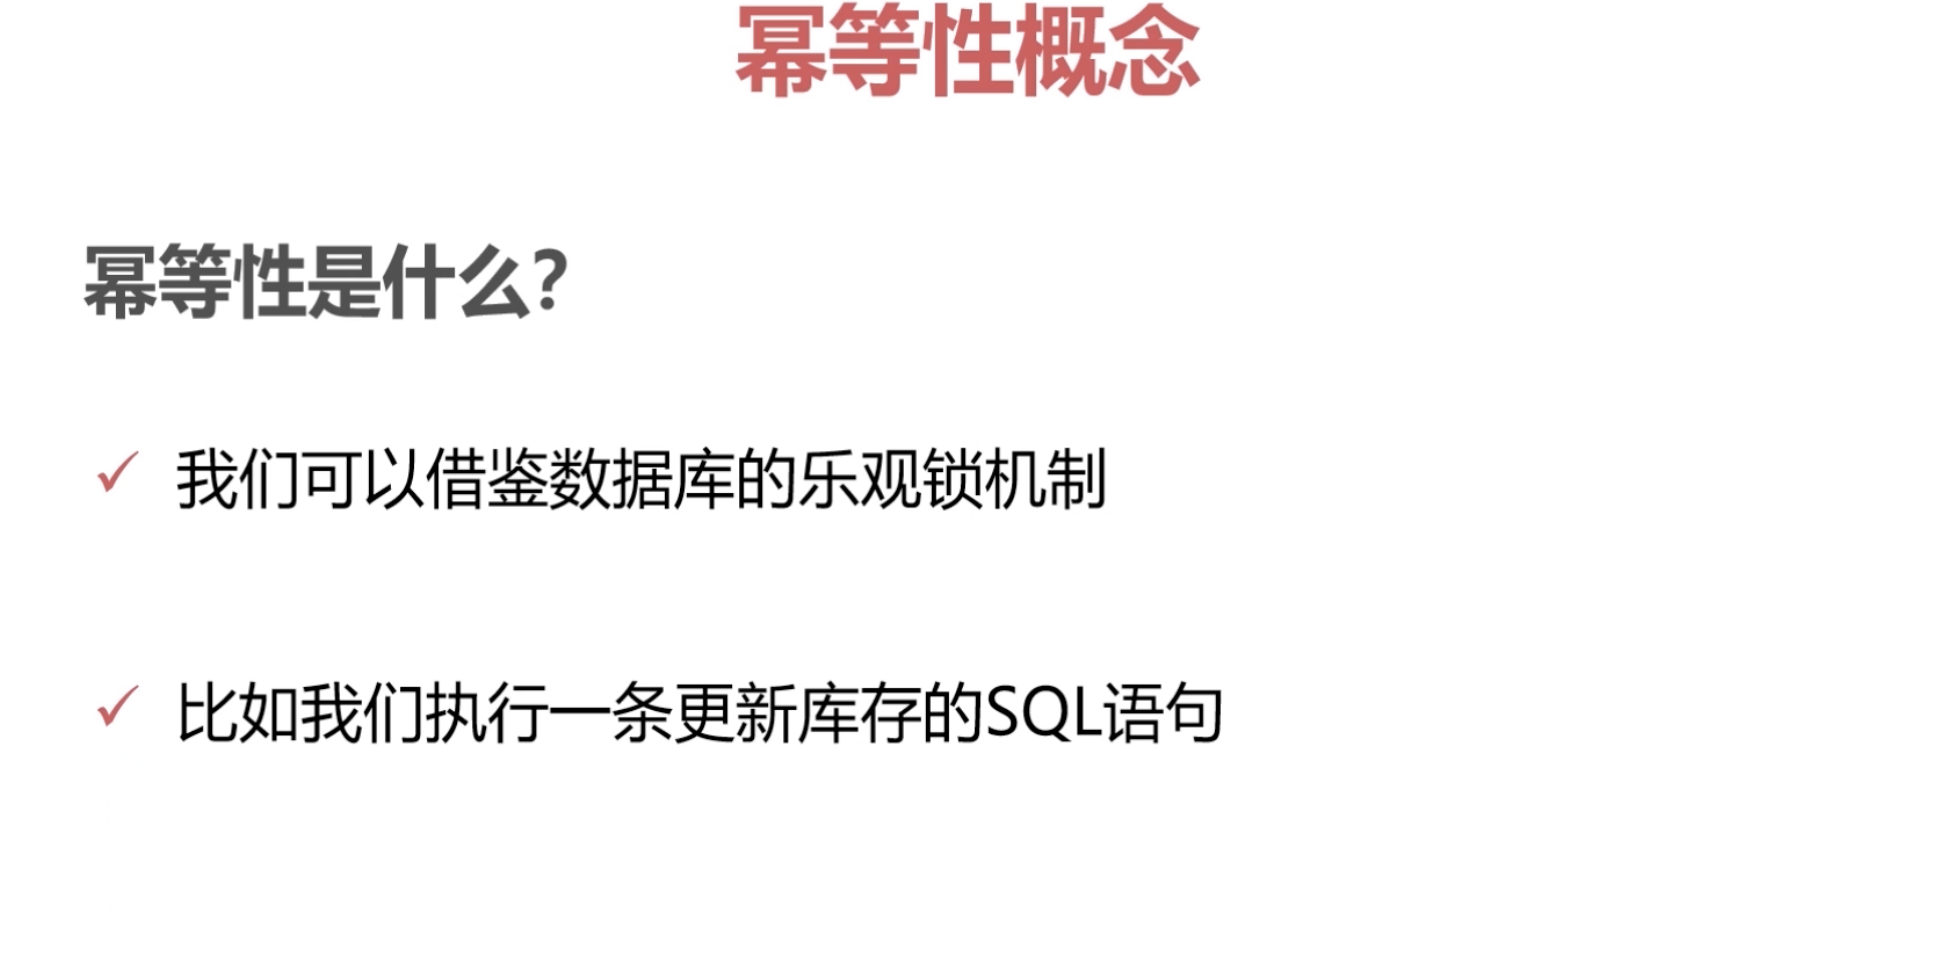 幂等性概念
幂等性是什么？
我们可以借鉴数据库的乐观锁机制
比如我们执行一条更新库存的SQL语句